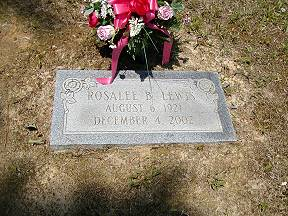 ROSALEE B. LEWIS
AUGUST 6, 1921
DECEMBER 4, 2002